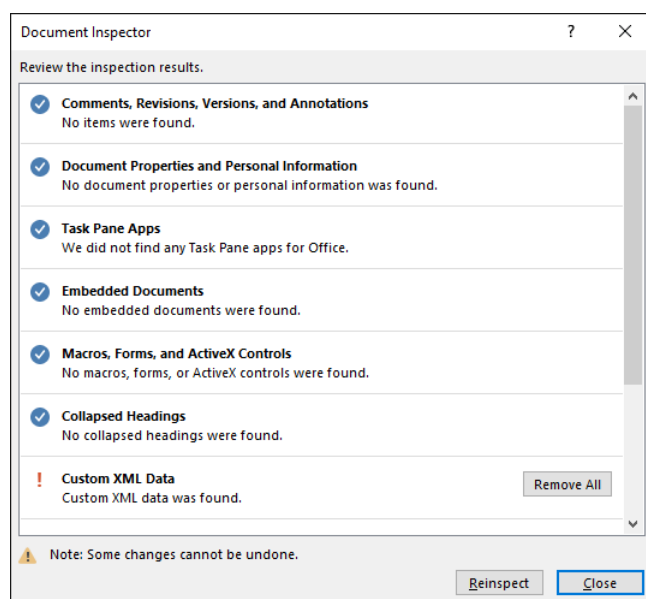 Document Inspector
?
Review the inspection results.
Comments, Revisions, Versions, and Annotations
No items were found.
Document Properties and Personal Information
No document properties or personal information was found.
Task Pane Apps
We did not find any Task Pane apps for Office.
Embedded Documents
No embedded documents were found.
Macros, Forms, and ActiveX Controls
No macros, forms, or ActiveX controls were found.
Collapsed Headings
No collapsed headings were found.
! Custom XML Data
Custom XML data was found.
Remove All
Note: Some changes cannot be undone.
Reinspect Close